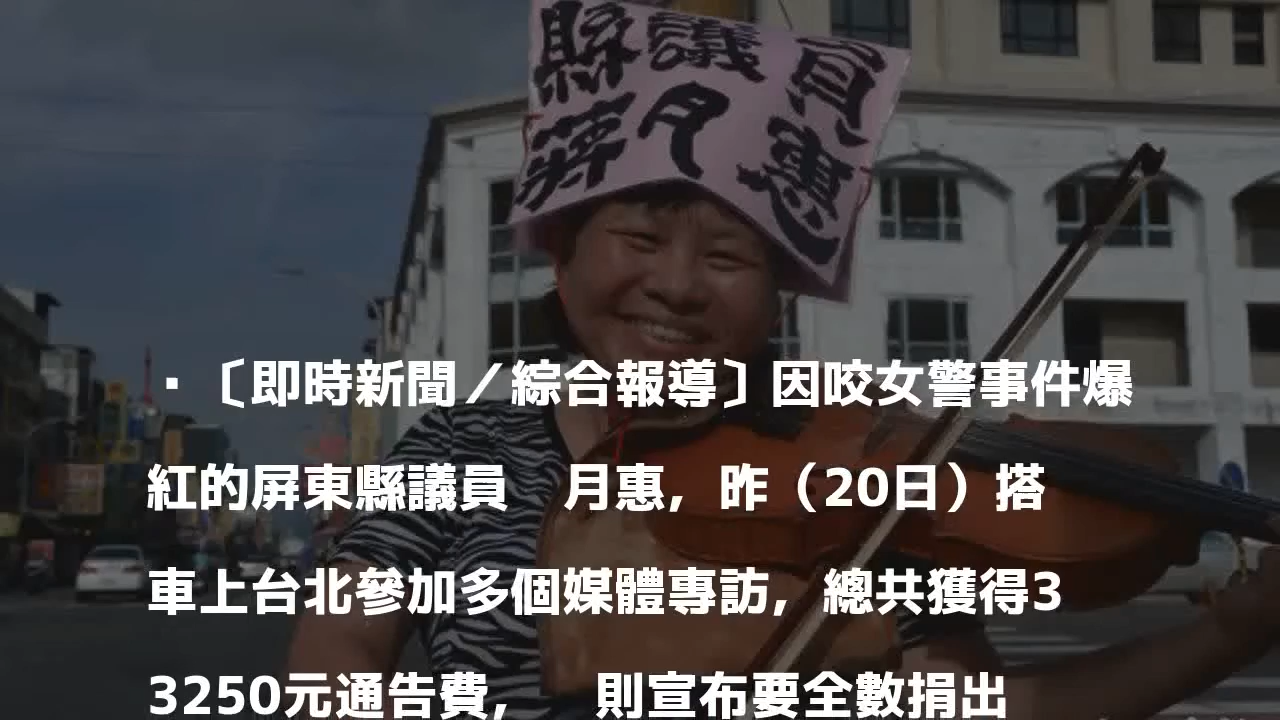 縣議員
蔣月惠
▪〔即時新聞／綜合報導〕因咬女警事件爆
紅的屏東縣議員　月惠，昨（20日）搭
車上台北參加多個媒體專訪，總共獲得3
3250元通告費，　則宣布要全數捐出